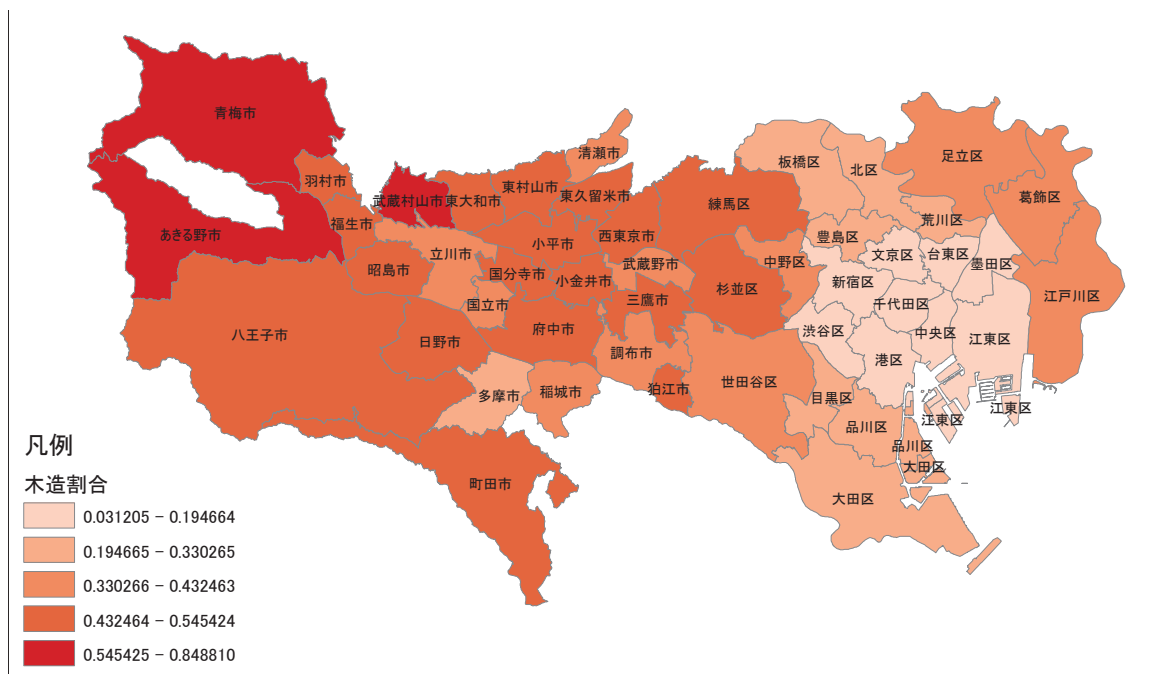 青梅市
清瀬市
板橋区
足立区
北区
羽村市
武蔵村山市
東大和市
東村山市
東久留米市
練馬区
葛飾区
荒川区
福生市
あきる野市
立川市
小平市
西東京市
豊島区
文京区
台東区
墨田区
昭島市
国分寺市
小金井市
武蔵野市
中野区
新宿区
江戸川区
国立市
三鷹市
杉並区
千代田区
八王子市
日野市
府中市
渋谷区
中央区
江東区
調布市
港区
世田谷区
狛江市
多摩市
稲城市
目黒区
江東区
江東区
品川区
品川区
大田区
町田市
大田区
凡例
木造割合
0.031205 - 0.194664
0.194665 - 0.330265
0.330266 - 0.432463
0.432464 - 0.545424
0.545425 - 0.848810